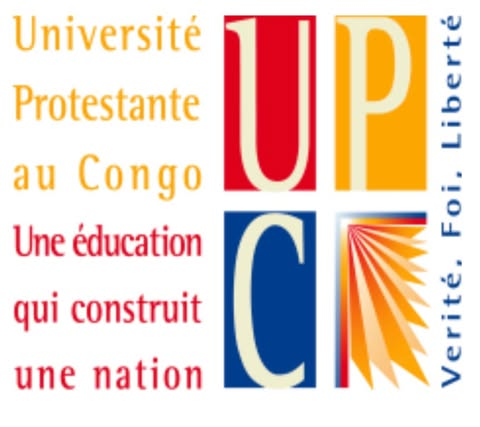 Université
Protestante
au Congo
Une éducation
qui construit
une nation
U P
C
Verité, Foi, Liberté